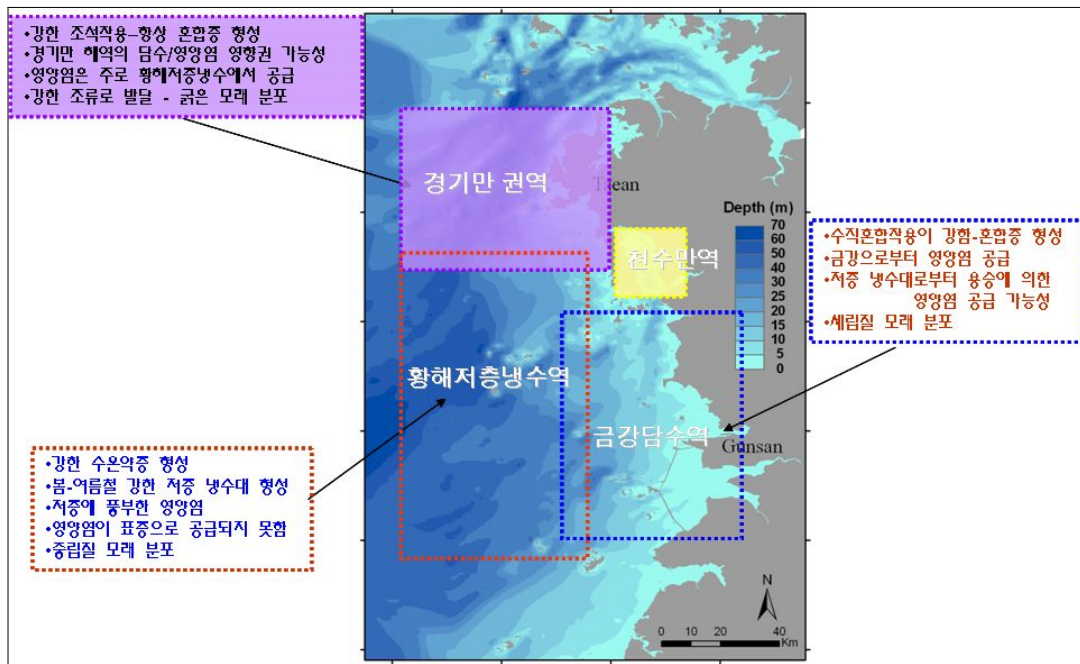 •강한 조석작용-항상 혼합층 형성
•경기만 해역의 담수/영양염 영향권 가능성
•영양염은 주로 황해저층냉수에서 공급
•강한 조류로 발달 - 굵은 모래 분포
경기만 권역
Taean
천수만역
Depth (m)
70
60
50
40
30
25
20
15
10
5
0
•수직혼합작용이 강함-혼합층 형성
•금강으로부터 영양염 공급
•저층 냉수대로부터 용승에 의한
영양염 공급 가능성
•세립질 모래 분포
황해저층냉수역
금강담수역
Gunsan
•강한 수온약층 형성
•봄-여름철 강한 저층 냉수대 형성
•저층에 풍부한 영양염
•영양염이 표층으로 공급되지 못함
•중립질 모래 분포
N
0 10 20 40
Km